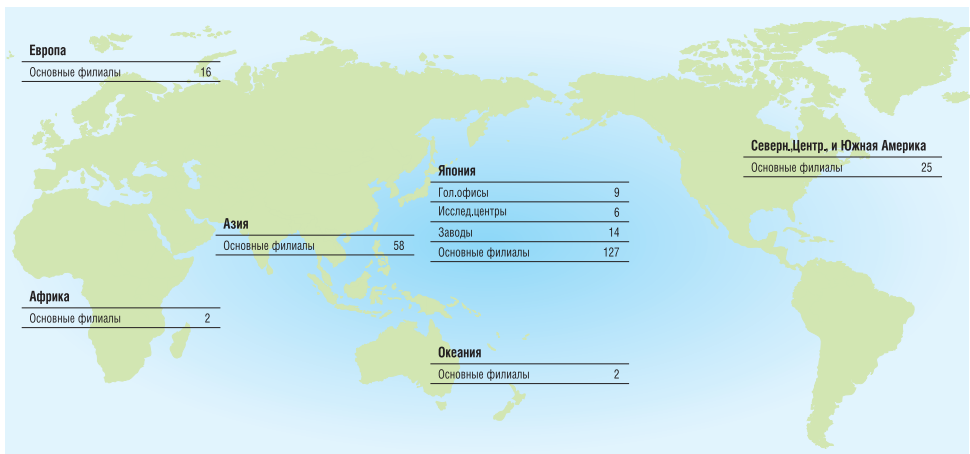 Европа
Основные филиалы 16
Северн.,Центр., и Южная Америка
Основные филиалы 25
Япония
Гол.офисы 9
Исслед.центры 6
Заводы 14
Основные филиалы 127
Азия
Основные филиалы 58
Африка
Основные филиалы 2
Океания
Основные филиалы 2